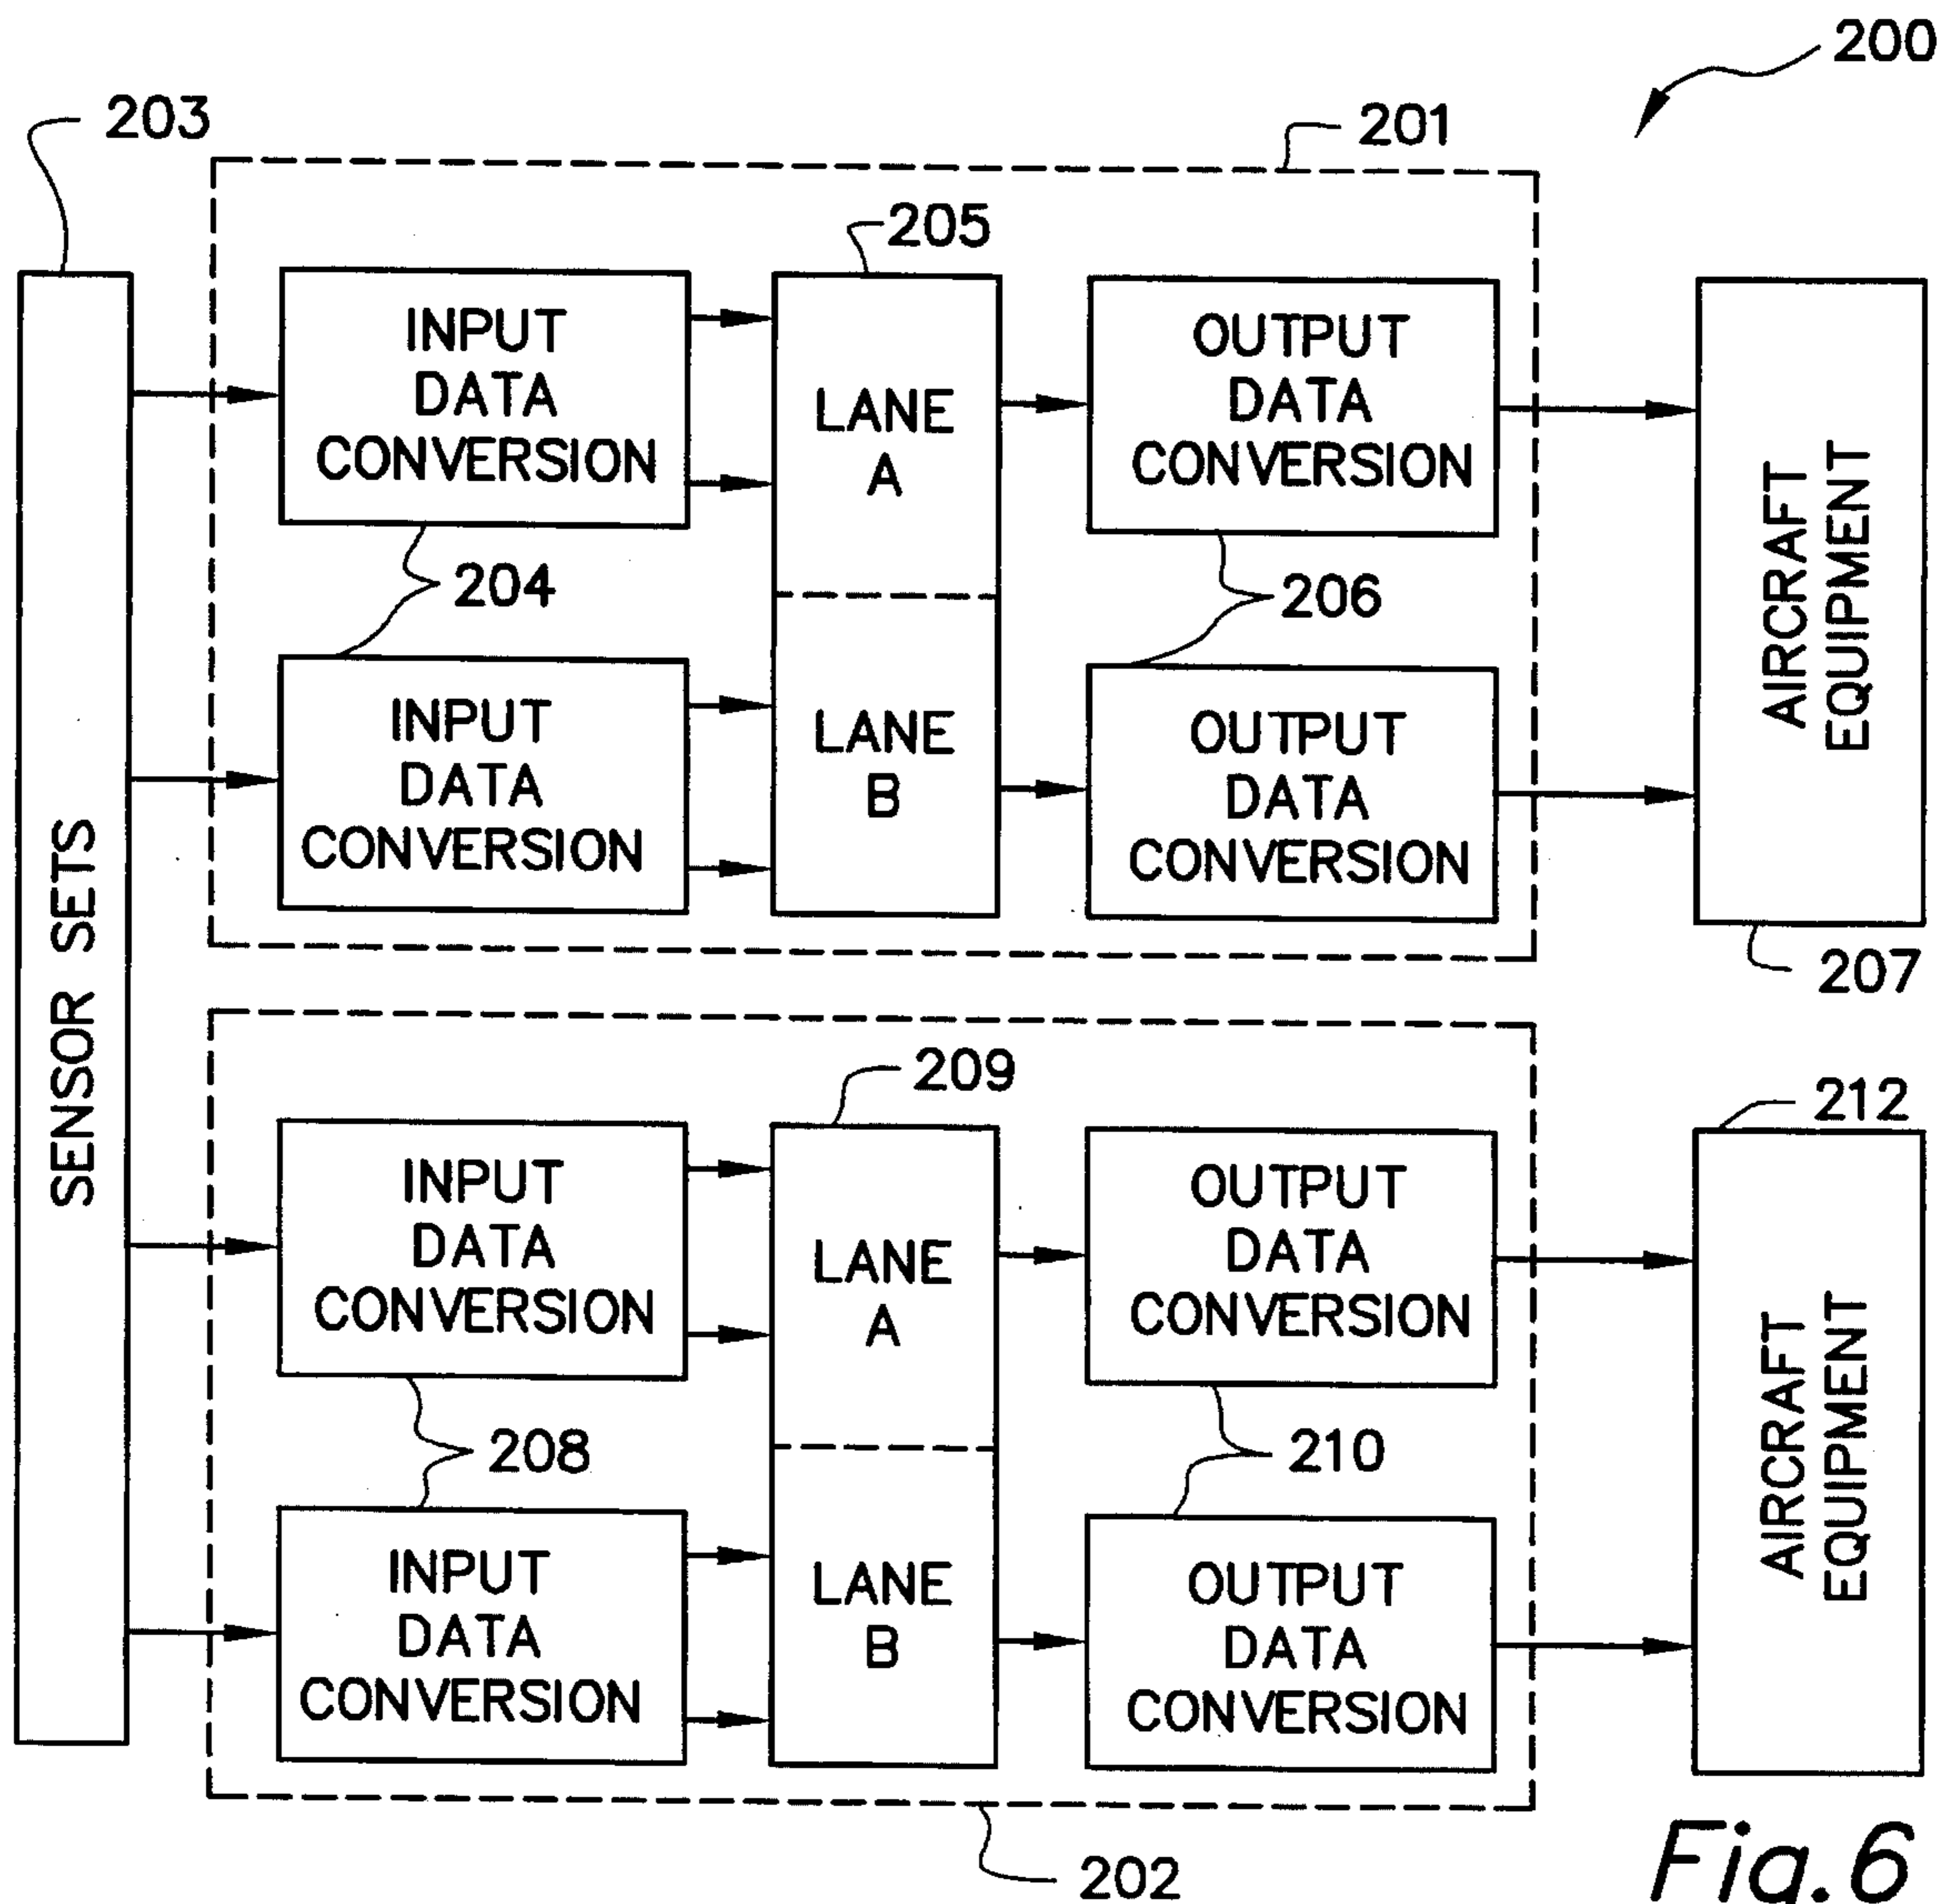 200
203
201
205
INPUT
DATA
CONVERSION
LANE
A
OUTPUT
DATA
CONVERSION
AIRCRAFT
EQUIPMENT
204
206
INPUT
DATA
CONVERSION
LANE
B
OUTPUT
DATA
CONVERSION
SENSOR SETS
207
209
212
INPUT
DATA
CONVERSION
LANE
A
OUTPUT
DATA
CONVERSION
AIRCRAFT
EQUIPMENT
208
210
INPUT
DATA
CONVERSION
LANE
B
OUTPUT
DATA
CONVERSION
202
Fig.6